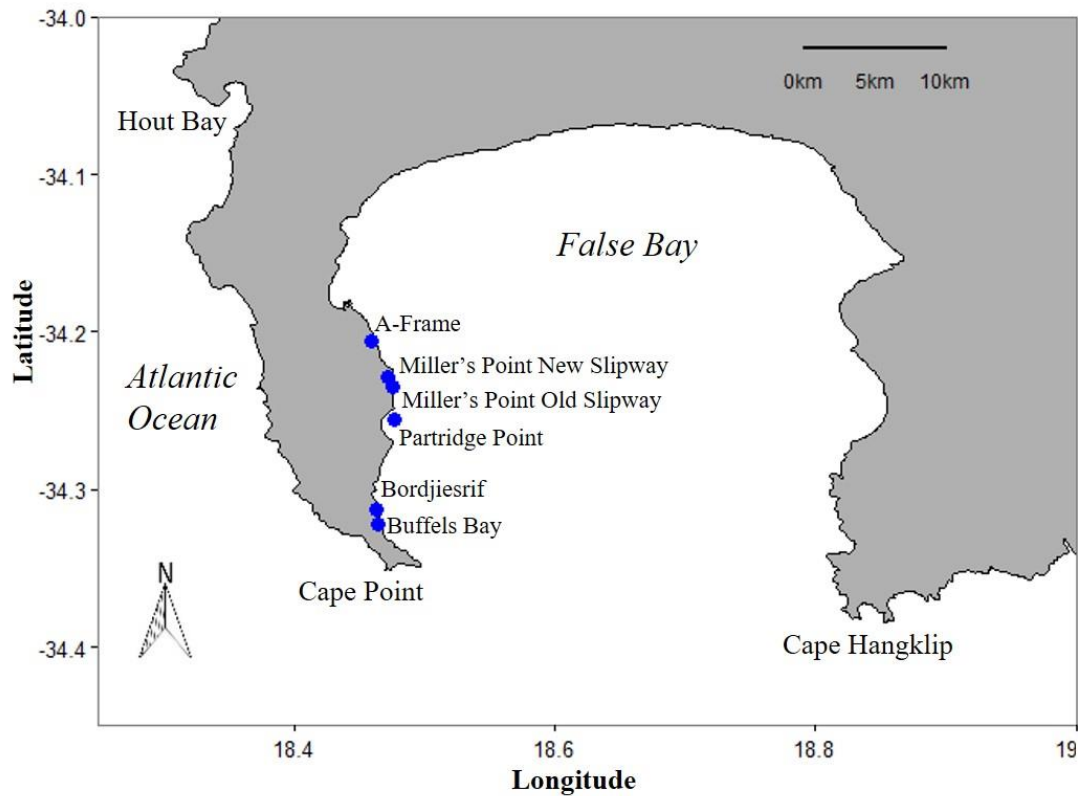 -34.0
0km 5km 10km
Hout Bay
-34.1
False Bay
-34.2
A-Frame
Miller's Point New Slipway
Atlantic
Ocean
Miller's Point Old Slipway
Partridge Point
-34.3
Bordjiesrif
Buffels Bay
N
Cape Point
Cape Hangklip
-34.4
Latitude
18.4 18.6 18.8 19
Longitude